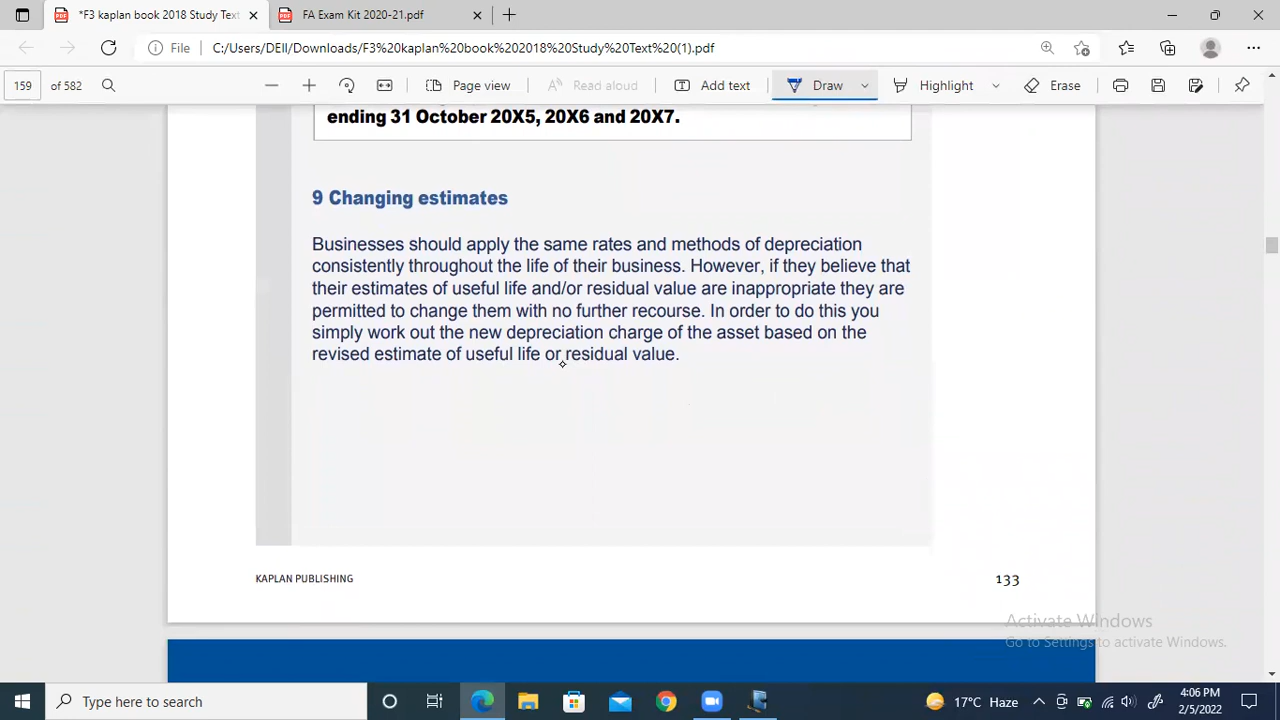 *F3 kaplan book 2018 Study Text
FA Exam Kit 2020-21.pdf
File
C:/Users/DEll/Downloads/F3%20kaplan%20book%202018%20Study%20Text%20(1).pdf
159 of 582
Page view
Read aloud
Add text
Draw
Highlight
Erase
ending 31 October 20X5, 20X6 and 20X7.
9 Changing estimates
Businesses should apply the same rates and methods of depreciation
consistently throughout the life of their business. However, if they believe that
their estimates of useful life and/or residual value are inappropriate they are
permitted to change them with no further recourse. In order to do this you
simply work out the new depreciation charge of the asset based on the
revised estimate of useful life or residual value.
KAPLAN PUBLISHING
133
Activate Windows
Go to Settings to activate Windows.
Type here to search
17°C Haze
4:06 PM
2/5/2022